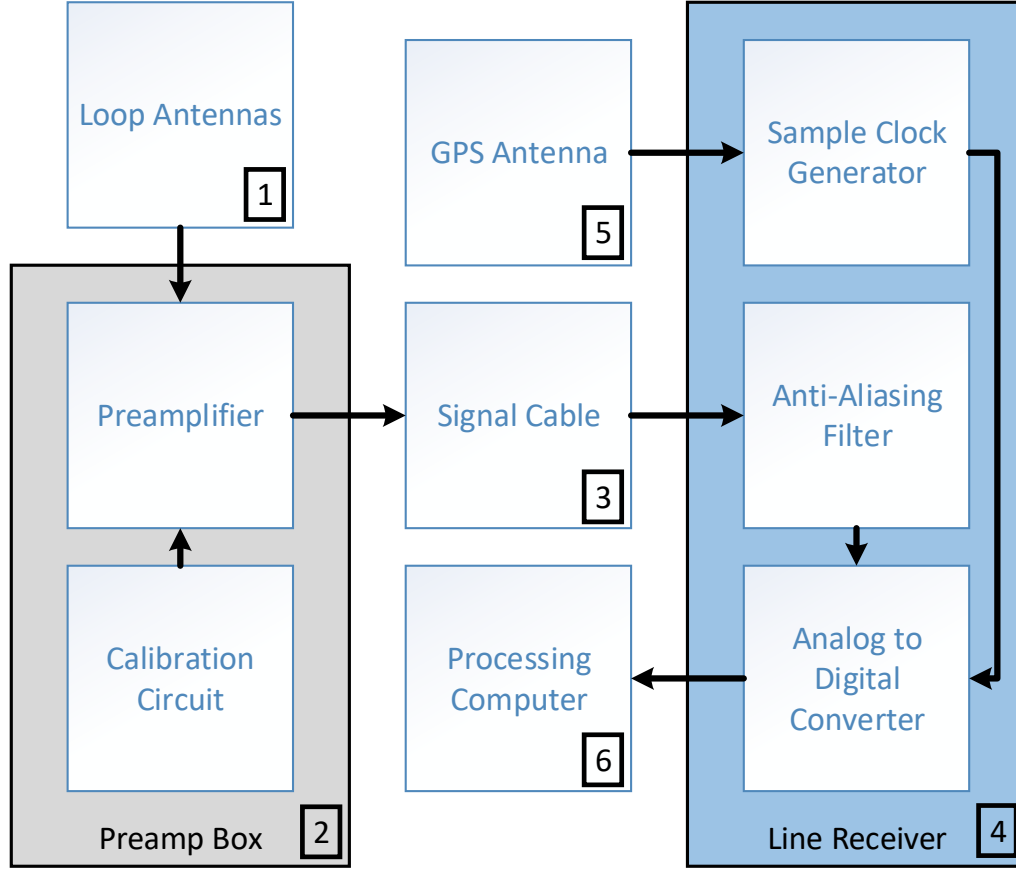 Loop Antennas
1
GPS Antenna
5
Sample Clock
Generator
Preamplifier
Signal Cable
3
Anti-Aliasing
Filter
Calibration
Circuit
Processing
Computer
6
Analog to
Digital
Converter
Preamp Box
2
Line Receiver
4